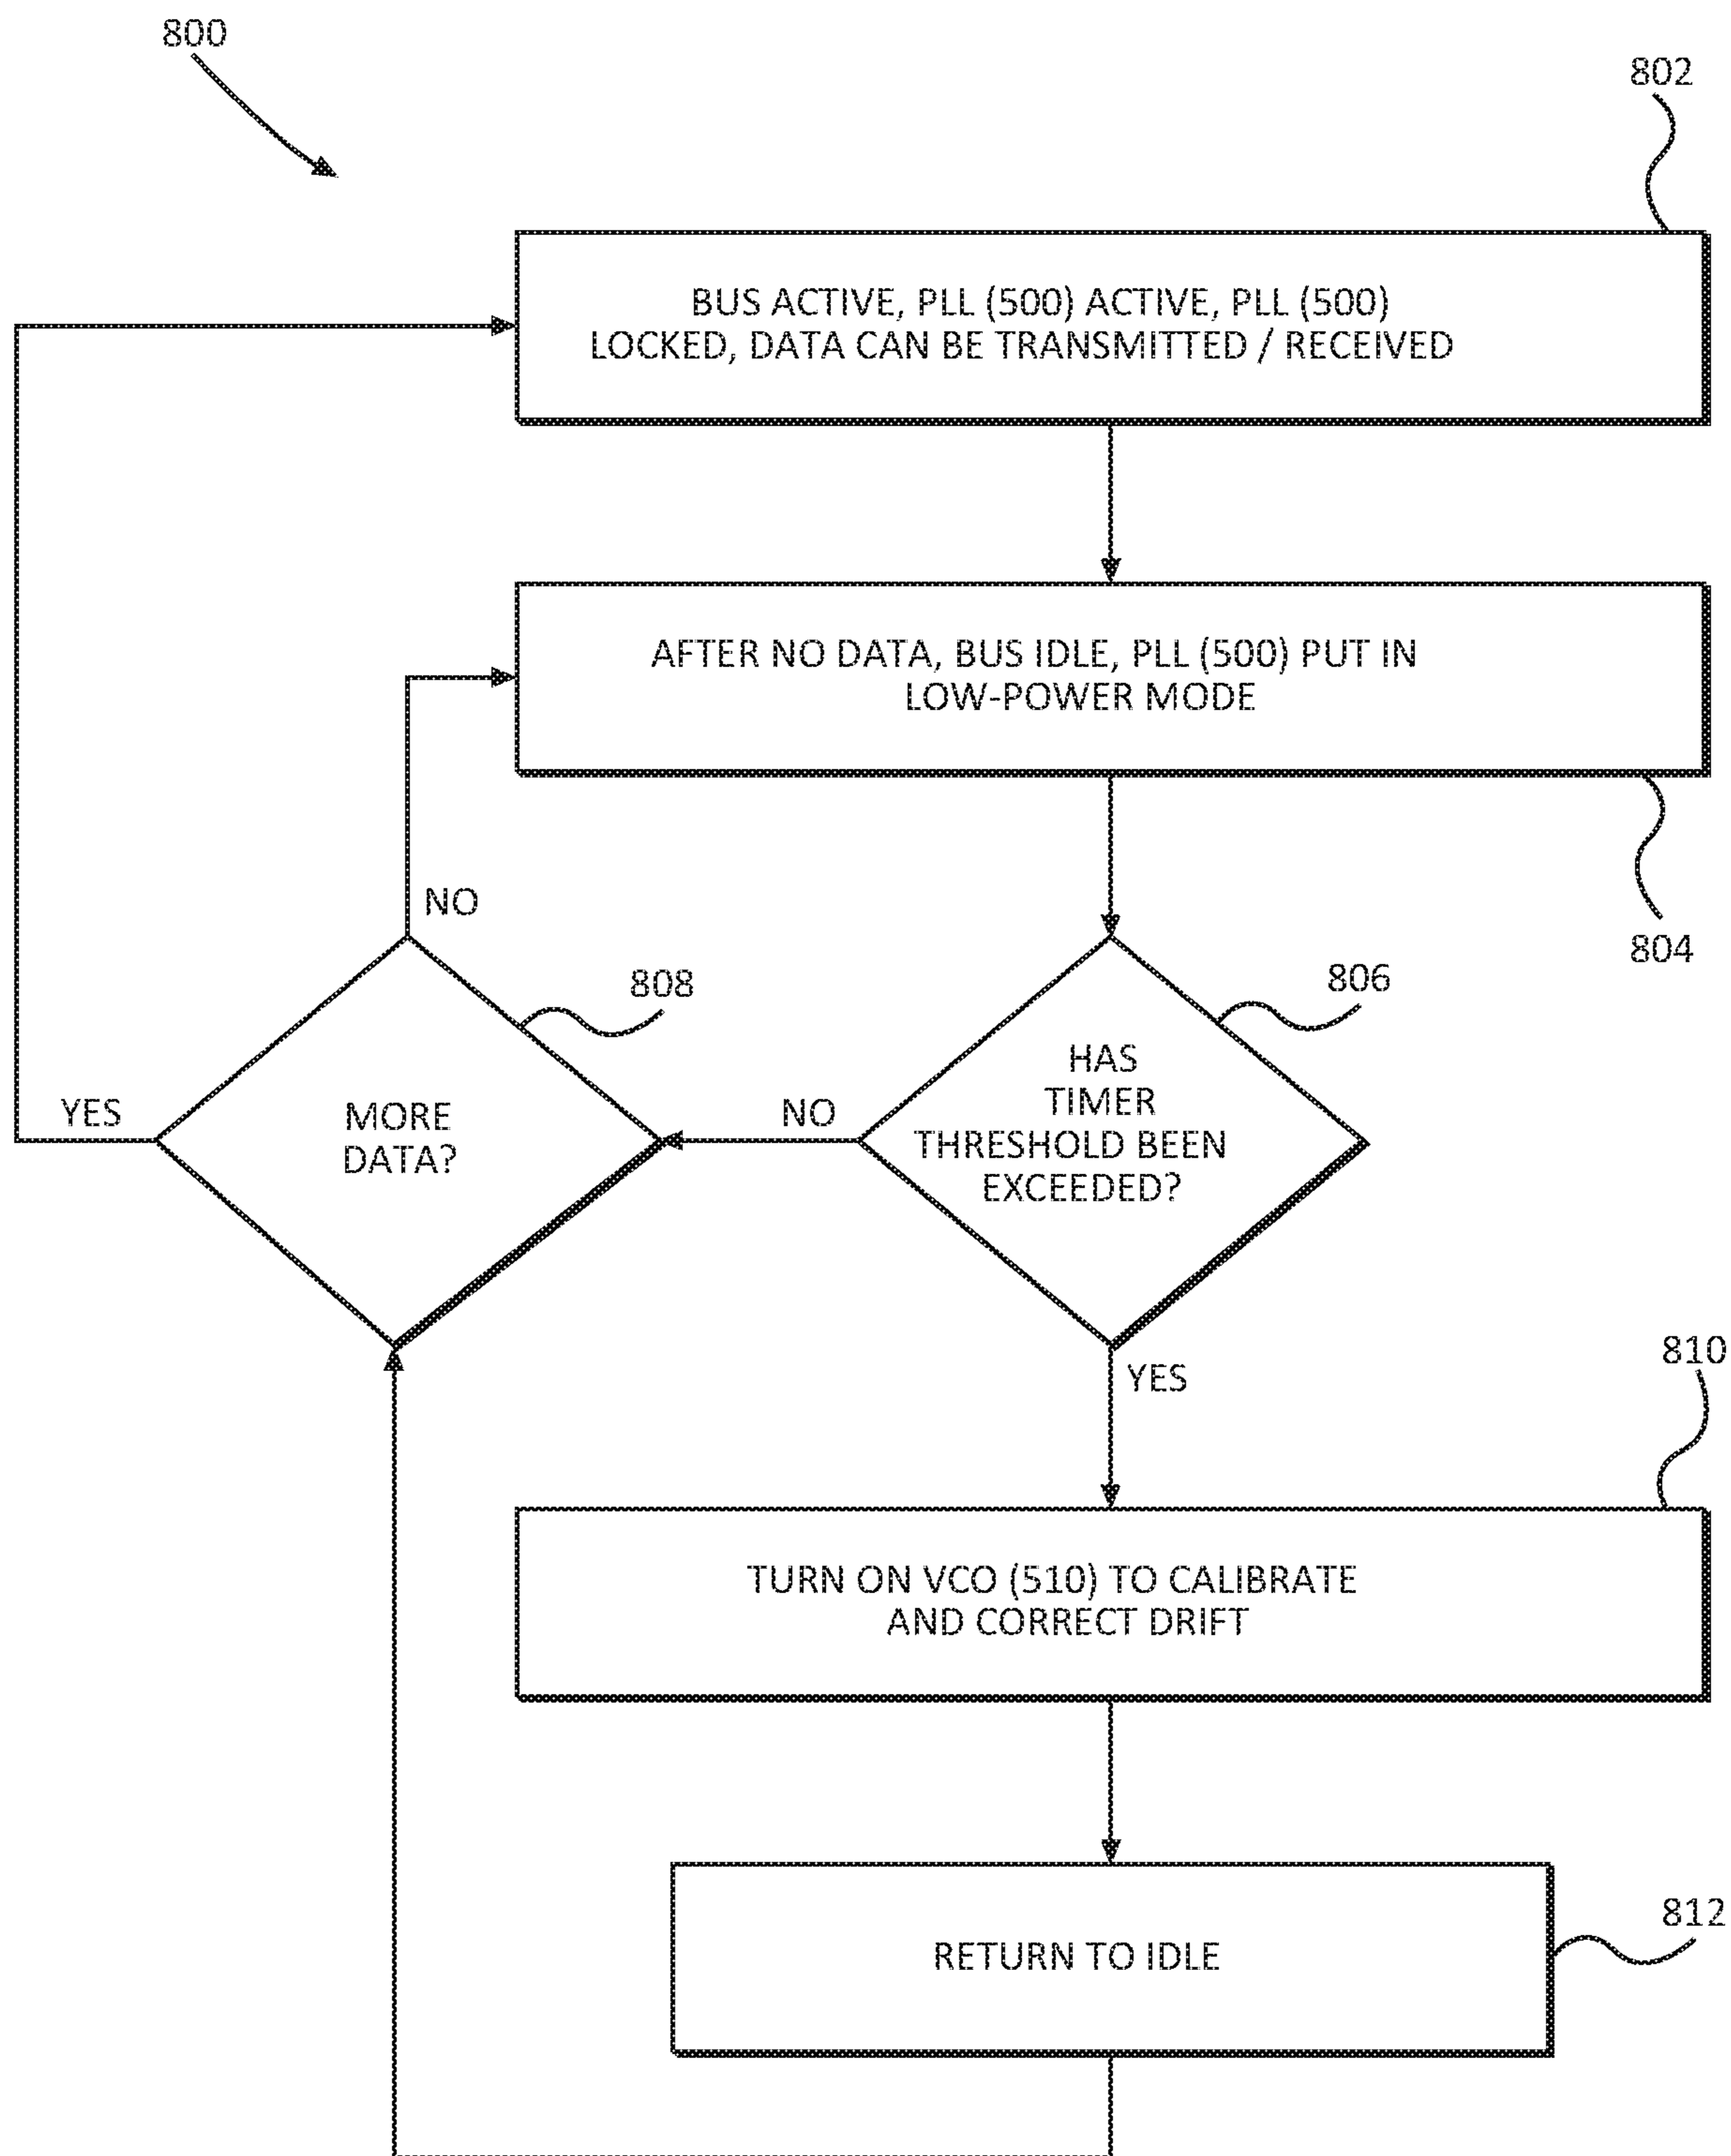 800
802
BUS ACTIVE, PLL (500) ACTIVE, PLL (500)
LOCKED, DATA CAN BE TRANSMITTED / RECEIVED
AFTER NO DATA, BUS IDLE, PLL (500) PUT IN
LOW-POWER MODE
804
NO
808
806
YES
MORE
DATA?
NO
HAS
TIMER
THRESHOLD BEEN
EXCEEDED?
YES
810
TURN ON VCO (510) TO CALIBRATE
AND CORRECT DRIFT
812
RETURN TO IDLE